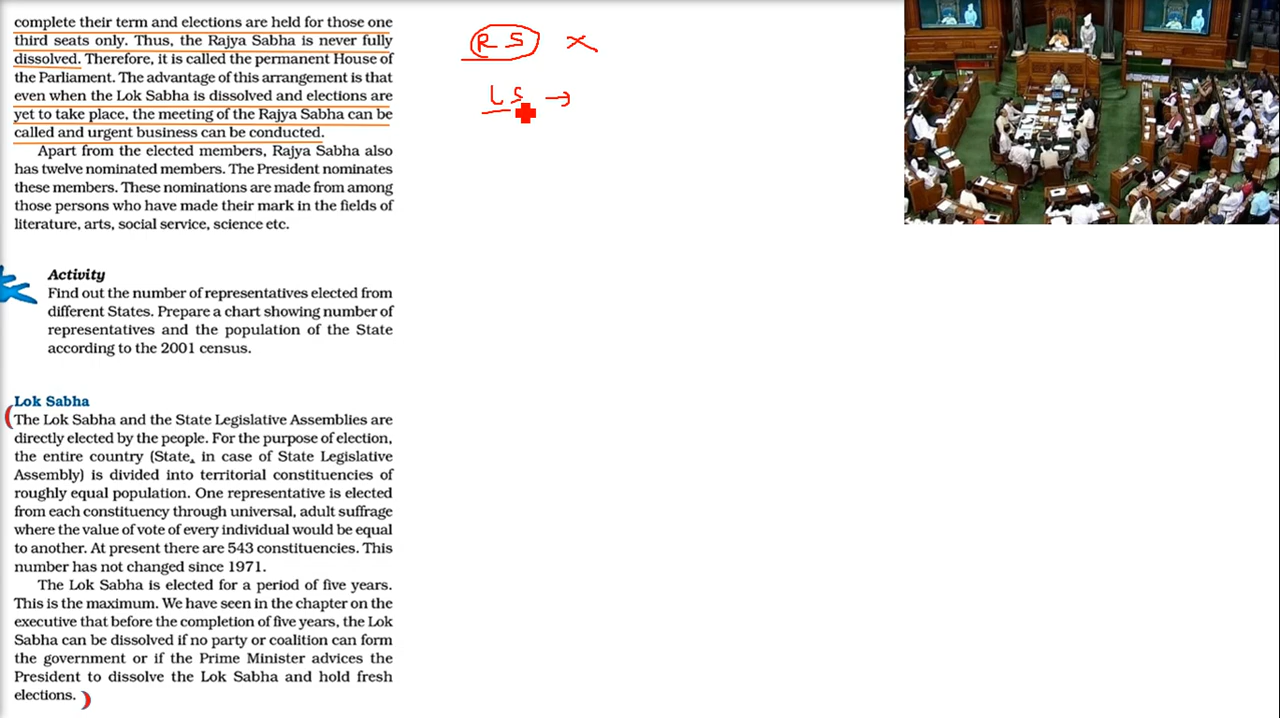 complete their term and elections are held for those one
third seats only. Thus, the Rajya Sabha is never fully
dissolved. Therefore, it is called the permanent House of
the Parliament. The advantage of this arrangement is that
even when the Lok Sabha is dissolved and elections are
yet to take place, the meeting of the Rajya Sabha can be
called and urgent business can be conducted.
Apart from the elected members, Rajya Sabha also
has twelve nominated members. The President nominates
these members. These nominations are made from among
those persons who have made their mark in the fields of
literature, arts, social service, science etc.
Activity
Find out the number of representatives elected from
different States. Prepare a chart showing number of
representatives and the population of the State
according to the 2001 census.
Lok Sabha
The Lok Sabha and the State Legislative Assemblies are
directly elected by the people. For the purpose of election,
the entire country (State, in case of State Legislative
Assembly) is divided into territorial constituencies of
roughly equal population. One representative is elected
from each constituency through universal, adult suffrage
where the value of vote of every individual would be equal
to another. At present there are 543 constituencies. This
number has not changed since 1971.
The Lok Sabha is elected for a period of five years.
This is the maximum. We have seen in the chapter on the
executive that before the completion of five years, the Lok
Sabha can be dissolved if no party or coalition can form
the government or if the Prime Minister advices the
President to dissolve the Lok Sabha and hold fresh
elections.
RS ×
LS →